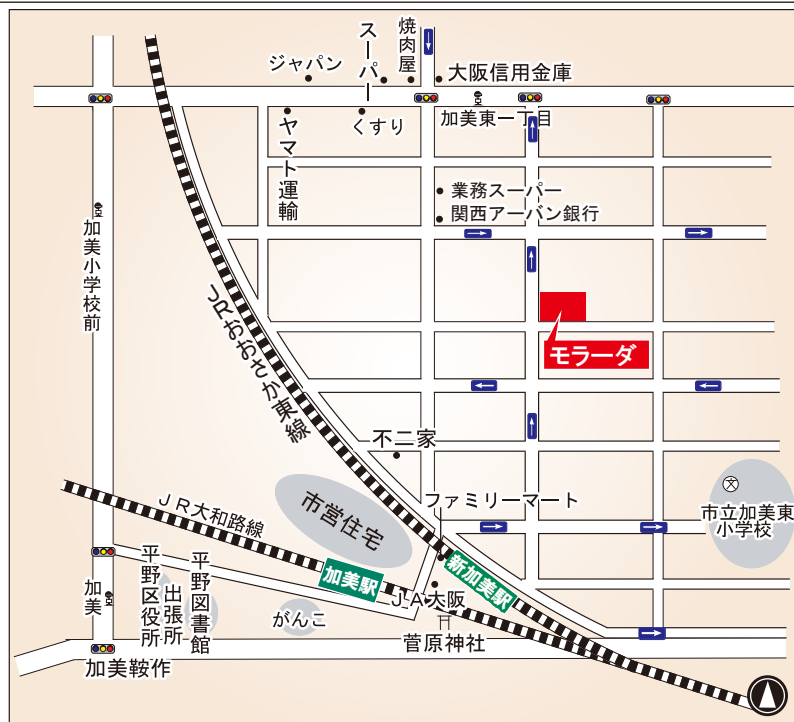 焼肉屋
スーパー
ジャパン
大阪信用金庫
ヤマト運輸
くすり
加美東一丁目
業務スーパー
関西アーバン銀行
加美小学校前
JRおおさか東線
モラーダ
不二家
ファミリーマート
市営住宅
JR大和路線
市立加美東
小学校
文
新加美駅
加美駅
JA大阪
加美
平野区役所
出張所
平野図書館
がんこ
菅原神社
加美鞍作